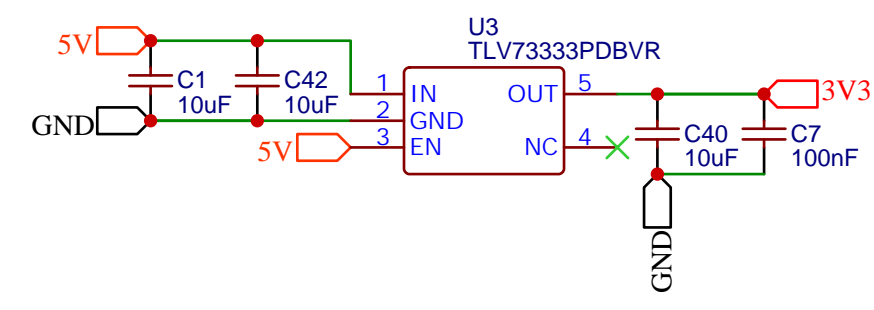 U3
TLV73333PDBVR
5V
C1
10uF
C42
10uF
GND
5V
1
2
3
IN
GND
EN
OUT
NC
5
4
3V3
C40
10uF
C7
100nF
GND